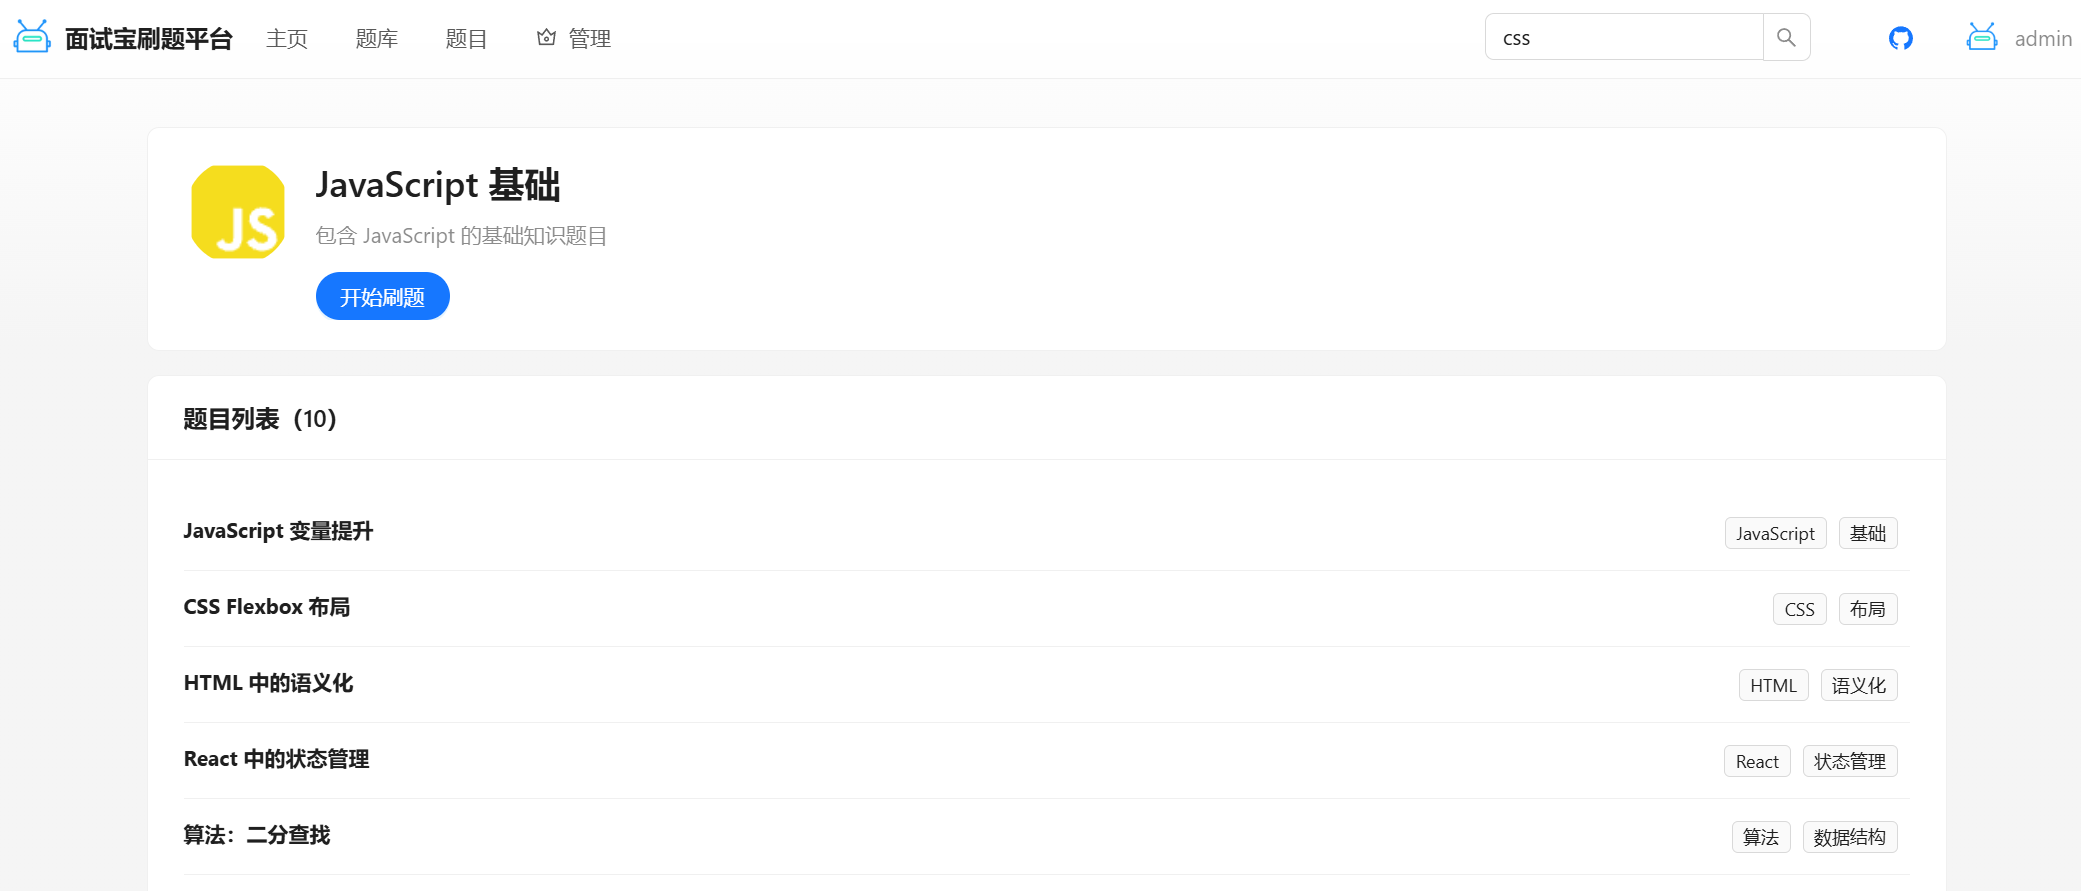 面试宝刷题平台 主页 题库 题目 管理 css admin
JS
JavaScript 基础
包含 JavaScript 的基础知识题目
开始刷题
题目列表（10）
JavaScript 变量提升 JavaScript 基础
CSS Flexbox 布局 CSS 布局
HTML 中的语义化 HTML 语义化
React 中的状态管理 React 状态管理
算法：二分查找 算法 数据结构